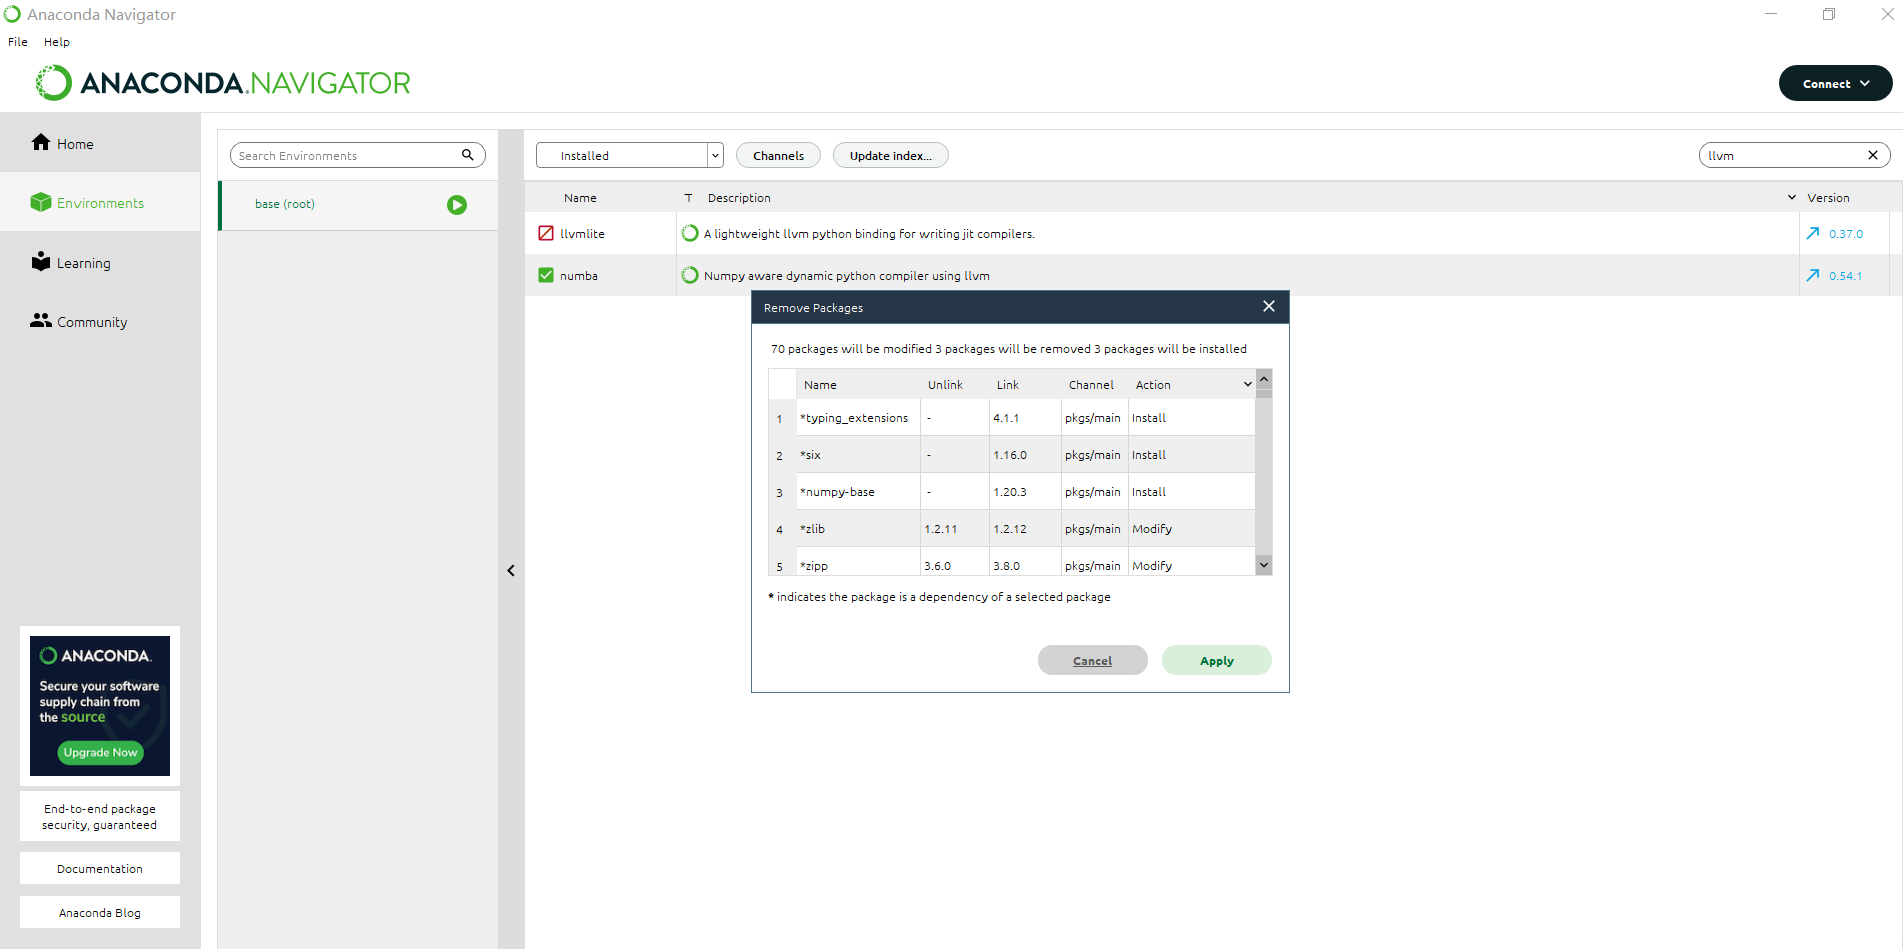 Anaconda Navigator
File Help
ANACONDA.NAVIGATOR
Connect
Home
Environments
Learning
Community
ANACONDA.
Secure your software
supply chain from
the source
Upgrade Now
End-to-end package
security, guaranteed
Documentation
Anaconda Blog
Search Environments
base (root)
Installed Channels Update index... llvm
Name T Description Version
llvmlite A lightweight llvm python binding for writing jit compilers. 0.37.0
numba Numpy aware dynamic python compiler using llvm 0.54.1
Remove Packages
70 packages will be modified 3 packages will be removed 3 packages will be installed
Name Unlink Link Channel Action
1 *typing_extensions - 4.1.1 pkgs/main Install
2 *six - 1.16.0 pkgs/main Install
3 *numpy-base - 1.20.3 pkgs/main Install
4 *zlib 1.2.11 1.2.12 pkgs/main Modify
5 *zipp 3.6.0 3.8.0 pkgs/main Modify
* indicates the package is a dependency of a selected package
Cancel Apply